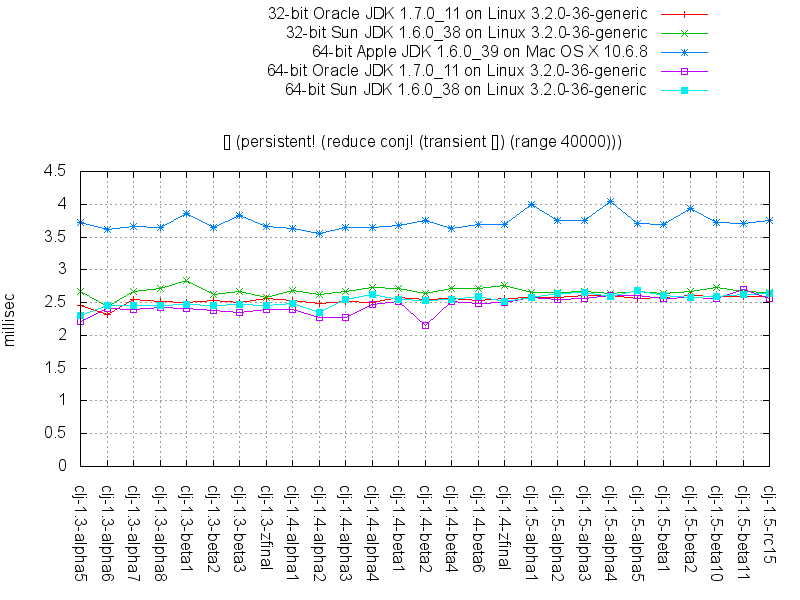 32-bit Oracle JDK 1.7.0_11 on Linux 3.2.0-36-generic
32-bit Sun JDK 1.6.0_38 on Linux 3.2.0-36-generic
64-bit Apple JDK 1.6.0_39 on Mac OS X 10.6.8
64-bit Oracle JDK 1.7.0_11 on Linux 3.2.0-36-generic
64-bit Sun JDK 1.6.0_38 on Linux 3.2.0-36-generic
[] (persistent! (reduce conj! (transient []) (range 40000)))
4.5
4
3.5
3
2.5
2
1.5
1
0.5
0
millisec
clj-1.3-alpha5
clj-1.3-alpha6
clj-1.3-alpha7
clj-1.3-alpha8
clj-1.3-beta1
clj-1.3-beta2
clj-1.3-beta3
clj-1.3-zfinal
clj-1.4-alpha1
clj-1.4-alpha2
clj-1.4-alpha3
clj-1.4-alpha4
clj-1.4-beta1
clj-1.4-beta2
clj-1.4-beta4
clj-1.4-beta6
clj-1.4-zfinal
clj-1.5-alpha1
clj-1.5-alpha2
clj-1.5-alpha3
clj-1.5-alpha4
clj-1.5-alpha5
clj-1.5-beta1
clj-1.5-beta2
clj-1.5-beta10
clj-1.5-beta11
clj-1.5-rc15